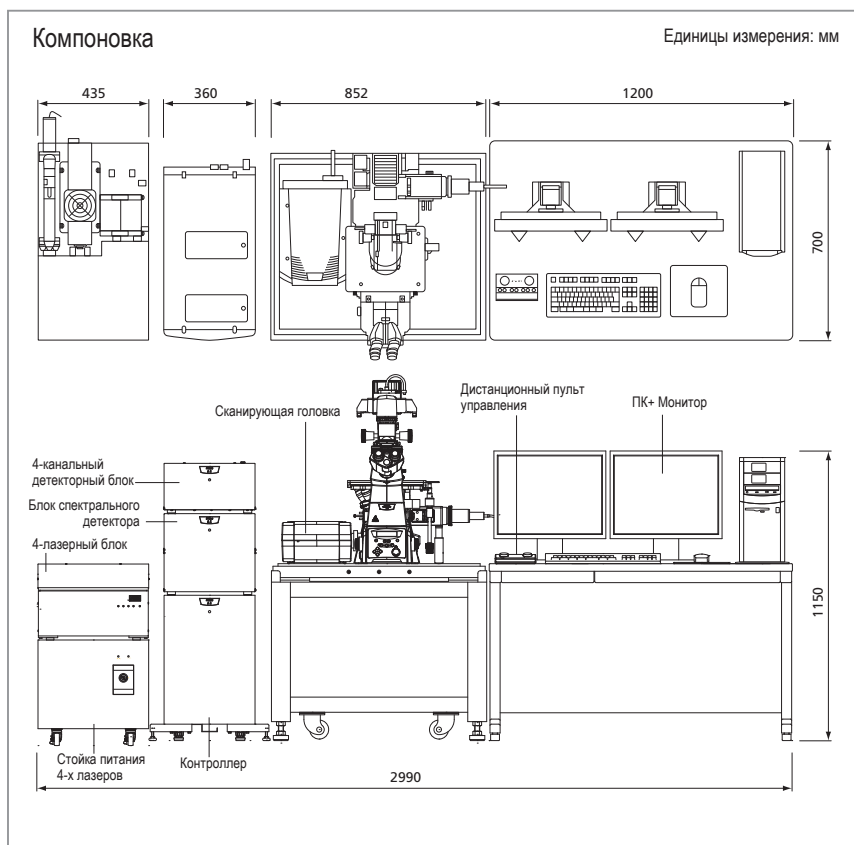 Компоновка
Единицы измерения: мм
435
360
852
1200
700
Дистанционный пульт
управления
ПК+ Монитор
Сканирующая головка
4-канальный
детекторный блок
Блок спектрального
детектора
4-лазерный блок
1150
Стойка питания
4-х лазеров
Контроллер
2990